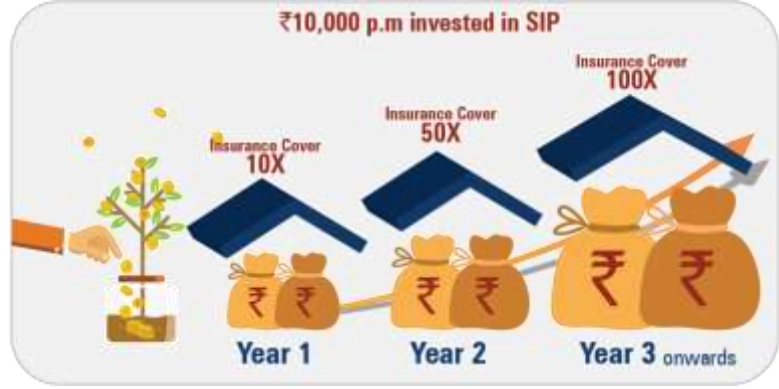 ₹10,000 p.m invested in SIP
Insurance Cover
10X
Insurance Cover
50X
Insurance Cover
100X
₹
₹
₹
₹
₹
₹
Year 1
Year 2
Year 3 onwards